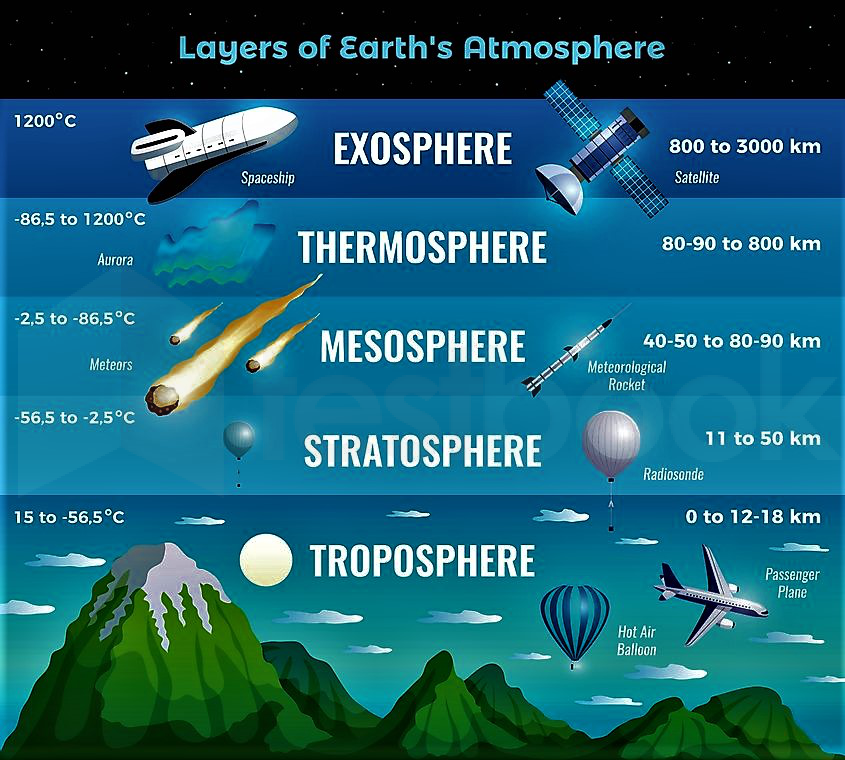 Layers of Earth's Atmosphere
1200°C
EXOSPHERE
800 to 3000 km
Spaceship
Satellite
-86,5 to 1200°C
THERMOSPHERE
80-90 to 800 km
Aurora
-2,5 to -86,5°C
MESOSPHERE
40-50 to 80-90 km
Meteors
Meteorological
Rocket
-56,5 to -2,5°C
STRATOSPHERE
11 to 50 km
Radiosonde
15 to -56,5°C
0 to 12-18 km
TROPOSPHERE
Passenger
Plane
Hot Air
Balloon
testbook